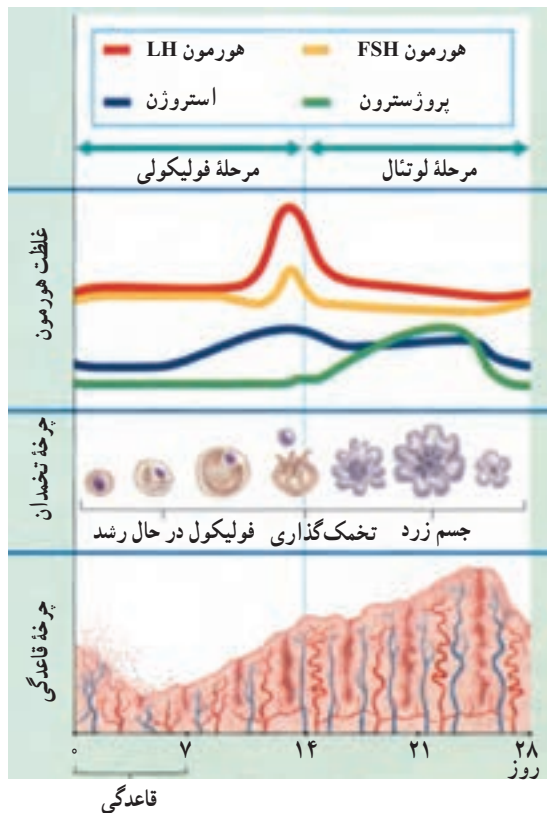 هورمون LH هورمون FSH
استروژن پروژسترون
مرحلهٔ فولیکولی مرحلهٔ لوتئال
غلظت هورمون
چرخهٔ تخمدان
فولیکول در حال رشد تخمک‌گذاری جسم زرد
چرخهٔ قاعدگی
۰ ۷ ۱۴ ۲۱ ۲۸
روز
قاعدگی